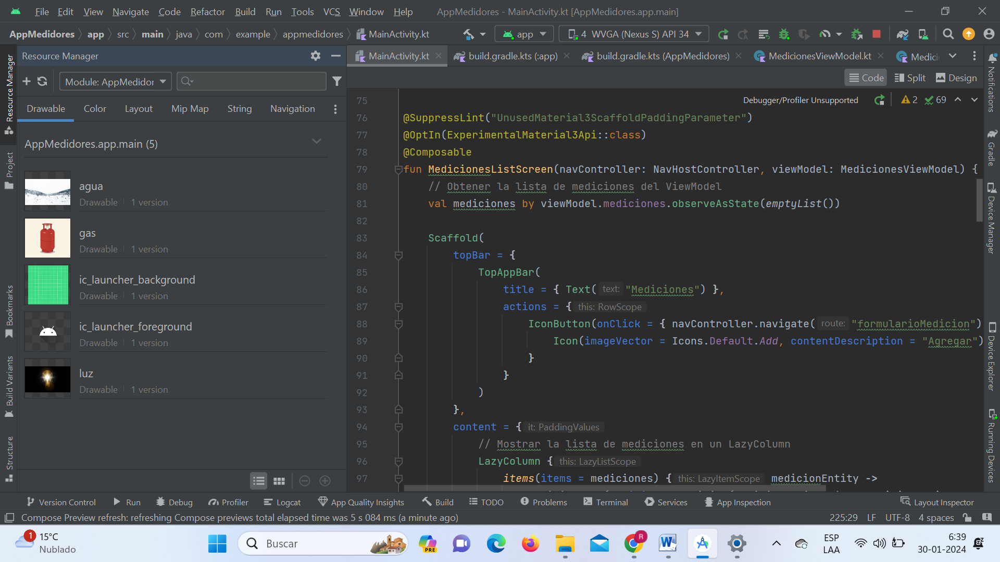 File Edit View Navigate Code Refactor Build Run Tools VCS Window Help AppMedidores - MainActivity.kt [AppMedidores.app.main]
AppMedidores app src main java com example appmedidores MainActivity.kt app 4 WVGA (Nexus S) API 34
Resource Manager
MainActivity.kt build.gradle.kts (:app) build.gradle.kts (AppMedidores) MedicionesViewModel.kt Medici
Module: AppMedidor
Code Split Design
Drawable Color Layout Mip Map String Navigation
Debugger/Profiler Unsupported 2 69
AppMedidores.app.main (5)
agua
Drawable 1 version
gas
Drawable 1 version
ic_launcher_background
Drawable 1 version
ic_launcher_foreground
Drawable 1 version
luz
Drawable 1 version
75
76 @SuppressLint("UnusedMaterial3ScaffoldPaddingParameter")
77 @OptIn(ExperimentalMaterial3Api::class)
78 @Composable
79 fun MedicionesListScreen(navController: NavHostController, viewModel: MedicionesViewModel) {
80 // Obtener la lista de mediciones del ViewModel
81 val mediciones by viewModel.mediciones.observeAsState(emptyList())
82
83 Scaffold(
84 topBar = {
85 TopAppBar(
86 title = { Text( text: "Mediciones") },
87 actions = { this: RowScope
88 IconButton(onClick = { navController.navigate( route: "formularioMedicion")
89 Icon(imageVector = Icons.Default.Add, contentDescription = "Agregar")
90 }
91 }
92 )
93 },
94 content = { it: PaddingValues
95 // Mostrar la lista de mediciones en un LazyColumn
96 LazyColumn { this: LazyListScope
97 items(items = mediciones) { this: LazyItemScope medicionEntity ->
Resource Manager
Project
Bookmarks
Build Variants
Structure
Notifications
Gradle
Device Manager
Device Explorer
Running Devices
Version Control Run Debug Profiler Logcat App Quality Insights Build TODO Problems Terminal Services App Inspection Layout Inspector
Compose Preview refresh: refreshing Compose previews total elapsed time was 5 s 084 ms (a minute ago) 225:29 LF UTF-8 4 spaces
1 15°C
Nublado
Buscar
PRE
R
ESP
LAA
6:39
30-01-2024